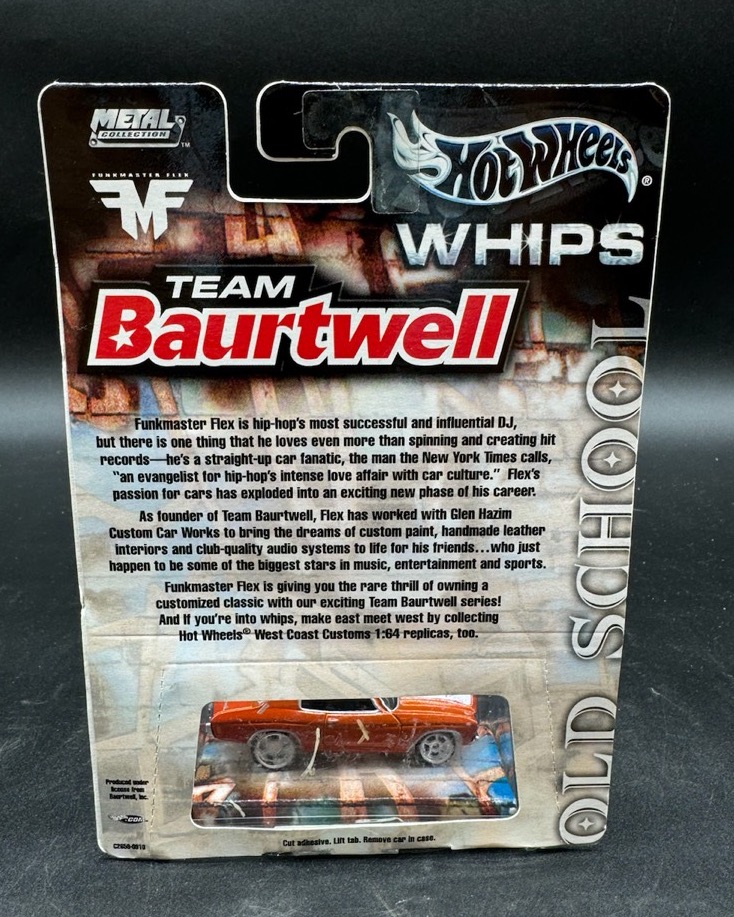 METAL
COLLECTION™
FUNKMASTER FLEX
FMF
Hot Wheels®
WHIPS
TEAM
Baurtwell
OLD SCHOOL
Funkmaster Flex is hip-hop's most successful and influential DJ,
but there is one thing that he loves even more than spinning and creating hit
records—he's a straight-up car fanatic, the man the New York Times calls,
"an evangelist for hip-hop's intense love affair with car culture." Flex's
passion for cars has exploded into an exciting new phase of his career.
As founder of Team Baurtwell, Flex has worked with Glen Hazim
Custom Car Works to bring the dreams of custom paint, handmade leather
interiors and club-quality audio systems to life for his friends...who just
happen to be some of the biggest stars in music, entertainment and sports.
Funkmaster Flex is giving you the rare thrill of owning a
customized classic with our exciting Team Baurtwell series!
And If you're into whips, make east meet west by collecting
Hot Wheels® West Coast Customs 1:64 replicas, too.
Produced under
license from
Baurtwell, Inc.
.COM
C2656-0910
Cut adhesive. Lift tab. Remove car in case.